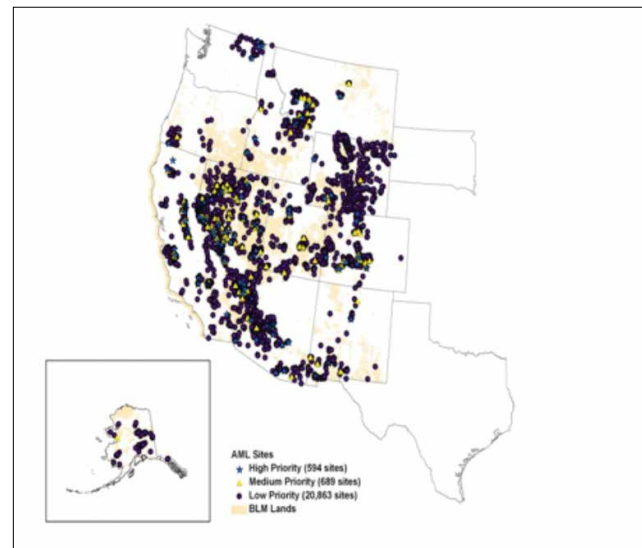 AML Sites
High Priority (594 sites)
Medium Priority (689 sites)
Low Priority (20,863 sites)
BLM Lands